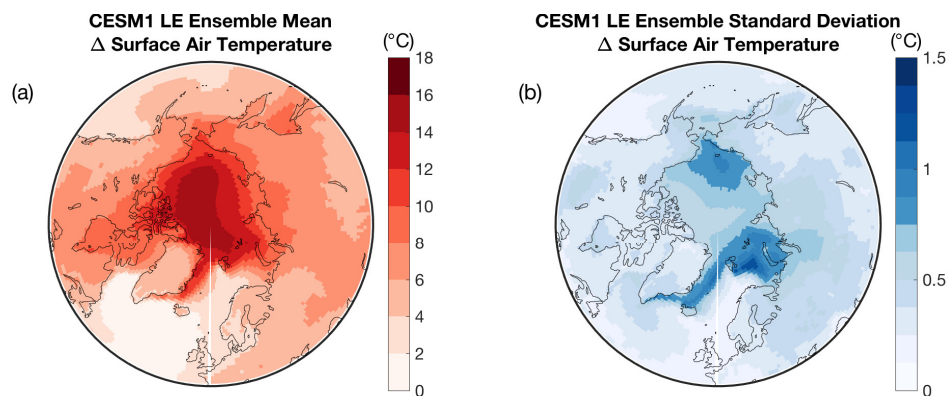 CESM1 LE Ensemble Mean
Δ Surface Air Temperature
(°C)
(a)
18
16
14
12
10
8
6
4
2
0
CESM1 LE Ensemble Standard Deviation
Δ Surface Air Temperature
(°C)
(b)
1.5
1
0.5
0